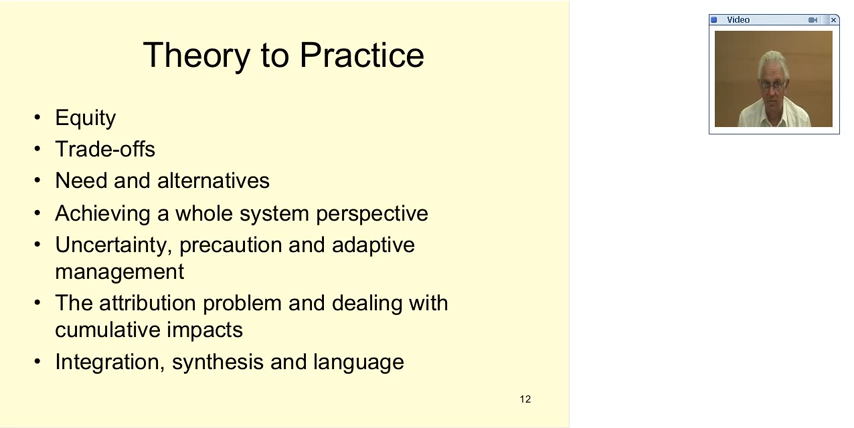 Theory to Practice
• Equity
• Trade-offs
• Need and alternatives
• Achieving a whole system perspective
• Uncertainty, precaution and adaptive
management
• The attribution problem and dealing with
cumulative impacts
• Integration, synthesis and language
12
Video